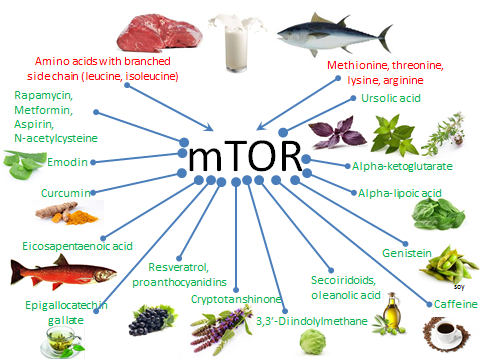 Amino acids with branched
side chain (leucine, isoleucine)
Methionine, threonine,
lysine, arginine
Rapamycin,
Metformin,
Aspirin,
N-acetylcysteine
Ursolic acid
mTOR
Emodin
Alpha-ketoglutarate
Curcumin
Alpha-lipoic acid
Eicosapentaenoic acid
Genistein
Resveratrol,
proanthocyanidins
Secoiridoids,
oleanolic acid
soy
Epigallocatechin
gallate
Cryptotanshinone
Caffeine
3,3'-Diindolylmethane